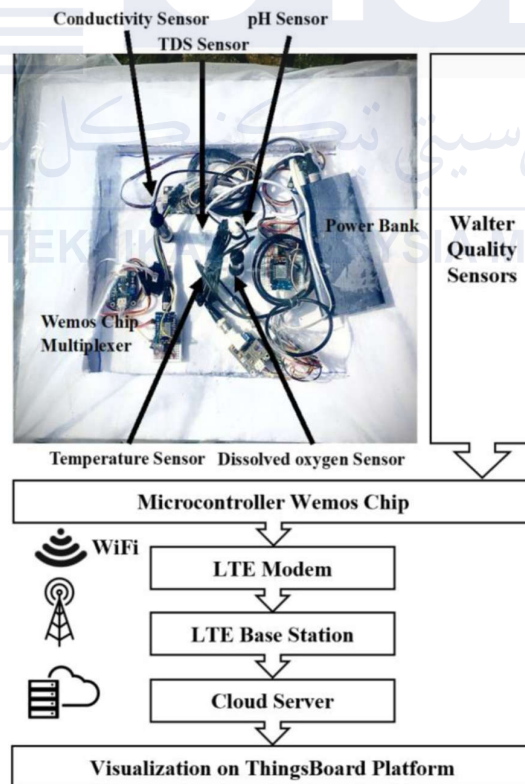 Conductivity Sensor pH Sensor
TDS Sensor
Power Bank
Walter
Quality
Sensors
Wemos Chip
Multiplexer
Temperature Sensor Dissolved oxygen Sensor
Microcontroller Wemos Chip
WiFi
LTE Modem
LTE Base Station
Cloud Server
Visualization on ThingsBoard Platform